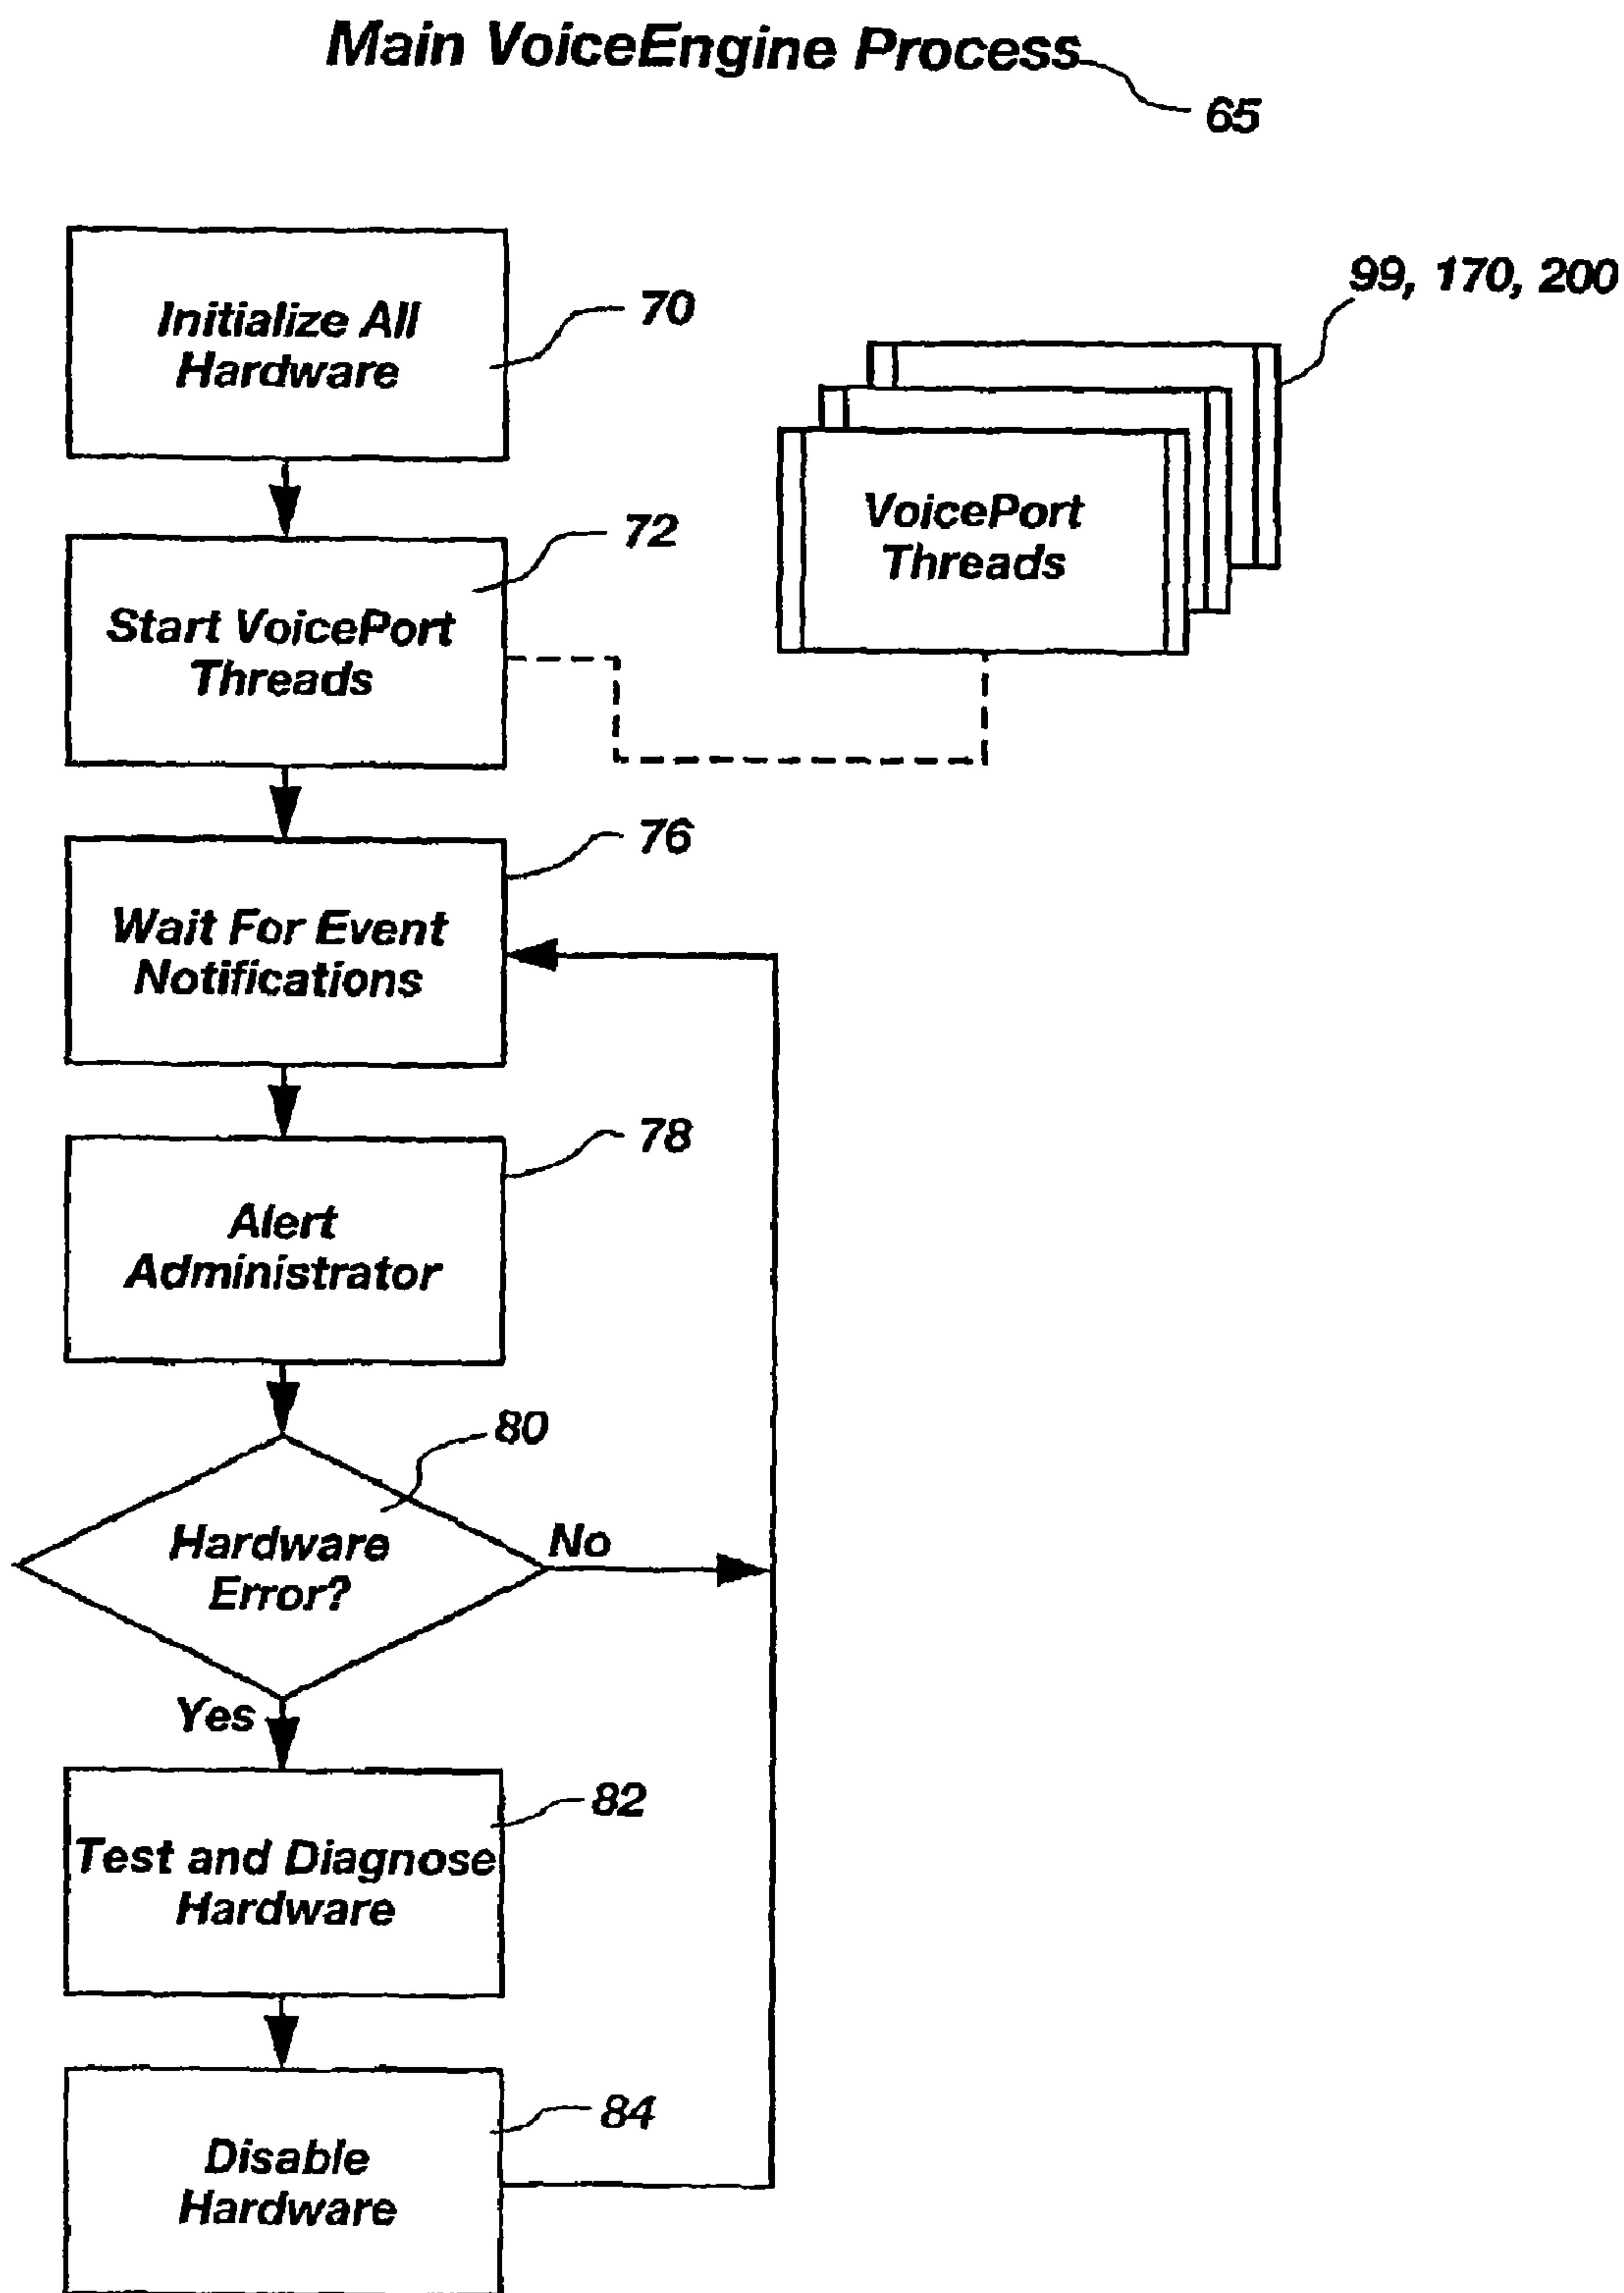 Main VoiceEngine Process
65
Initialize All
Hardware
70
99, 170, 200
VoicePort
Threads
72
Start VoicePort
Threads
76
Wait For Event
Notifications
78
Alert
Administrator
80
Hardware
Error?
No
Yes
82
Test and Diagnose
Hardware
84
Disable
Hardware